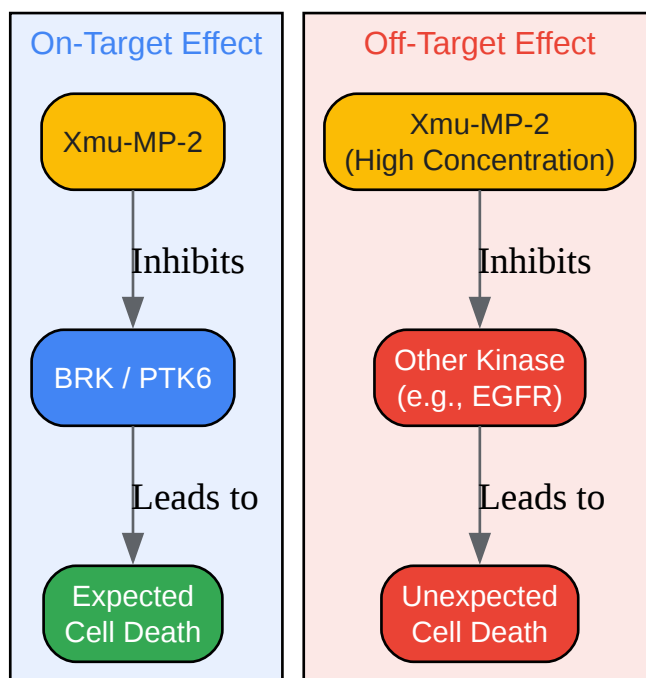 On-Target Effect
Xmu-MP-2
Inhibits
BRK / PTK6
Leads to
Expected
Cell Death
Off-Target Effect
Xmu-MP-2
(High Concentration)
Inhibits
Other Kinase
(e.g., EGFR)
Leads to
Unexpected
Cell Death